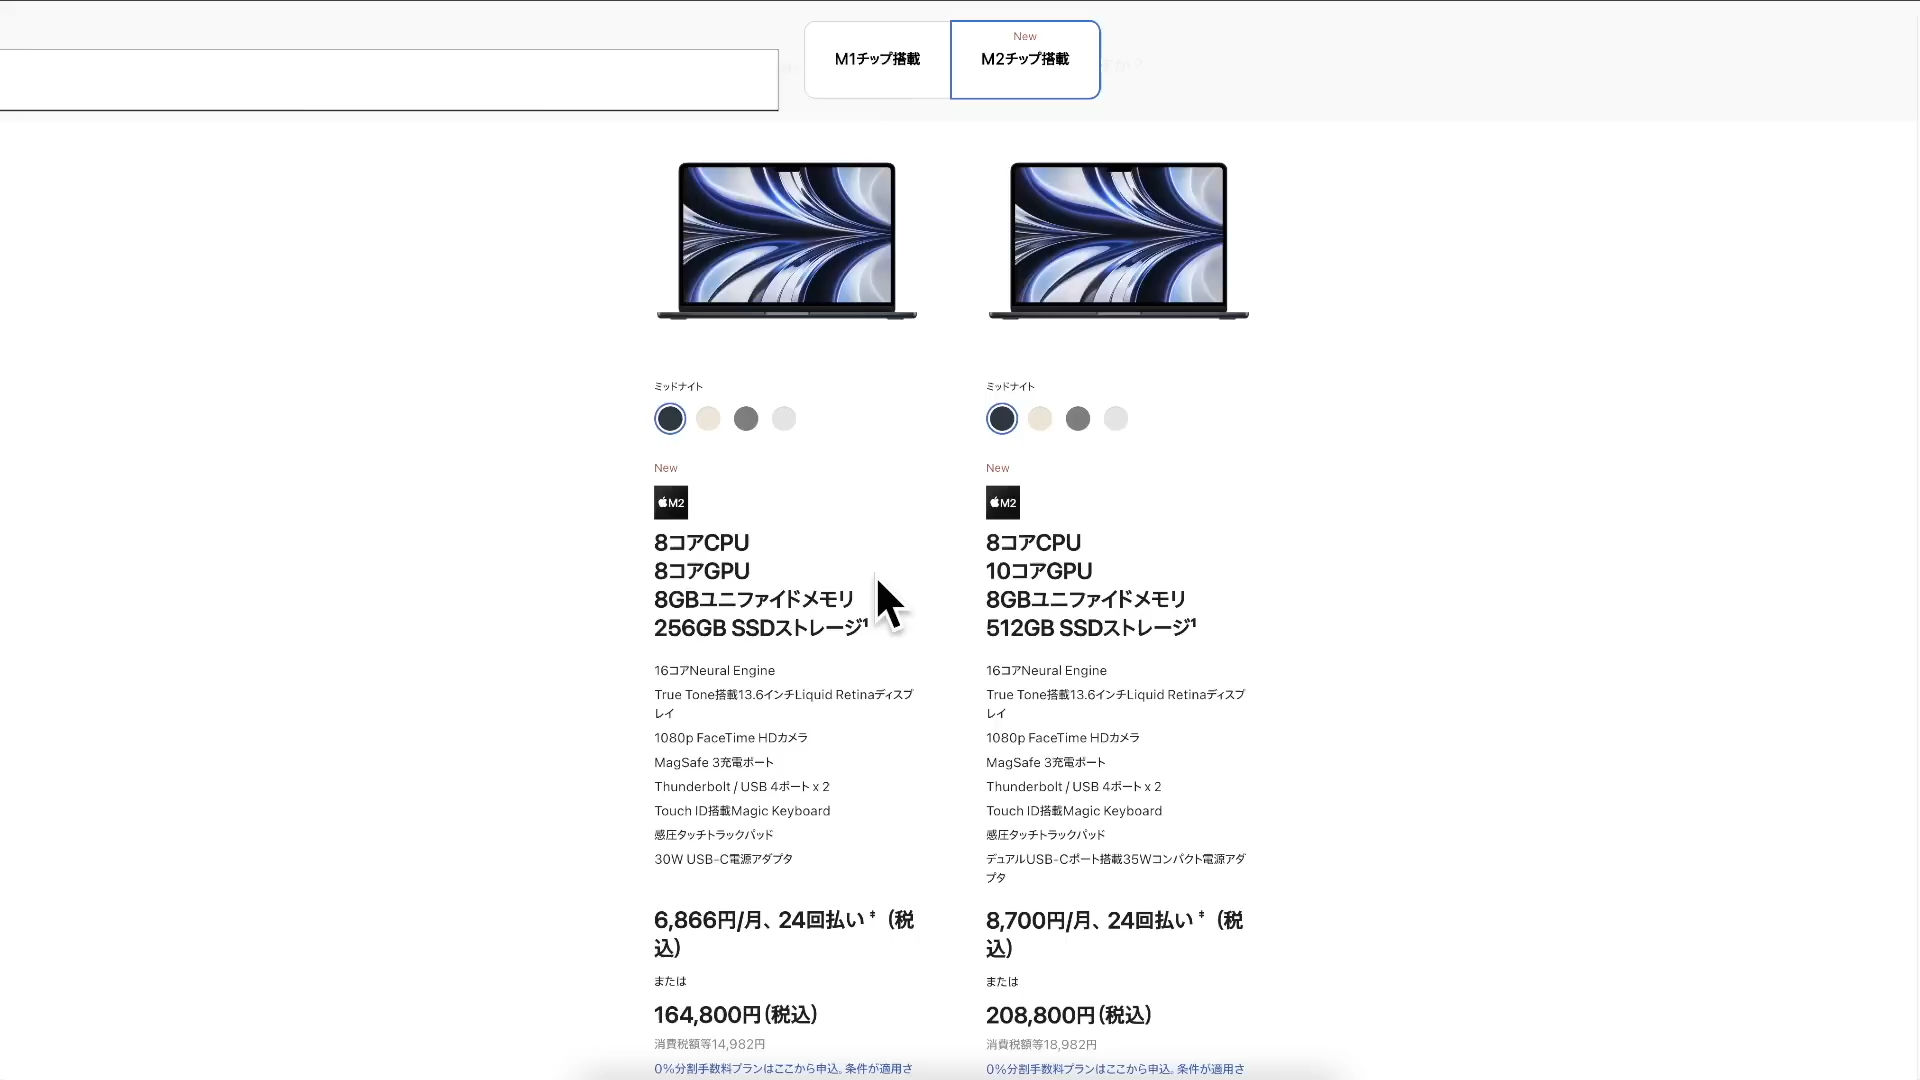 M1チップ搭載
New
M2チップ搭載
すか？
ミッドナイト
New
M2
8コアCPU
8コアGPU
8GBユニファイドメモリ
256GB SSDストレージ¹
16コアNeural Engine
True Tone搭載13.6インチLiquid Retinaディスプ
レイ
1080p FaceTime HDカメラ
MagSafe 3充電ポート
Thunderbolt / USB 4ポート x 2
Touch ID搭載Magic Keyboard
感圧タッチトラックパッド
30W USB-C電源アダプタ
6,866円/月、24回払い‡（税
込）
または
164,800円（税込）
消費税額等14,982円
0％分割手数料プランはここから申込。条件が適用さ
ミッドナイト
New
M2
8コアCPU
10コアGPU
8GBユニファイドメモリ
512GB SSDストレージ¹
16コアNeural Engine
True Tone搭載13.6インチLiquid Retinaディスプ
レイ
1080p FaceTime HDカメラ
MagSafe 3充電ポート
Thunderbolt / USB 4ポート x 2
Touch ID搭載Magic Keyboard
感圧タッチトラックパッド
デュアルUSB-Cポート搭載35Wコンパクト電源アダ
プタ
8,700円/月、24回払い‡（税
込）
または
208,800円（税込）
消費税額等18,982円
0％分割手数料プランはここから申込。条件が適用さ